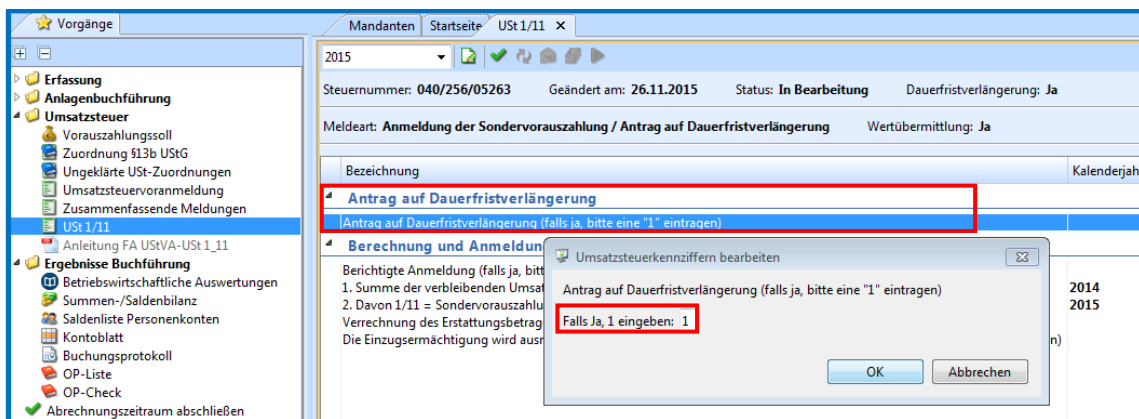 Vorgänge
Erfassung
Anlagenbuchführung
Umsatzsteuer
Vorauszahlungssoll
Zuordnung §13b UStG
Ungeklärte USt-Zuordnungen
Umsatzsteuervoranmeldung
Zusammenfassende Meldungen
USt 1/11
Anleitung FA UStVA-USt 1_11
Ergebnisse Buchführung
Betriebswirtschaftliche Auswertungen
Summen-/Saldenbilanz
Saldenliste Personenkonten
Kontoblatt
Buchungsprotokoll
OP-Liste
OP-Check
Abrechnungszeitraum abschließen
Mandanten Startseite USt 1/11
2015
Steuernummer: 040/256/05263 Geändert am: 26.11.2015 Status: In Bearbeitung Dauerfristverlängerung: Ja
Meldeart: Anmeldung der Sondervorauszahlung / Antrag auf Dauerfristverlängerung Wertübermittlung: Ja
Bezeichnung Kalenderjah
Antrag auf Dauerfristverlängerung
Antrag auf Dauerfristverlängerung (falls ja, bitte eine "1" eintragen)
Berechnung und Anmeldun
Berichtigte Anmeldung (falls ja, bitt
1. Summe der verbleibenden Umsat 2014
2. Davon 1/11 = Sondervorauszahlu 2015
Verrechnung des Erstattungsbetrag
Die Einzugsermächtigung wird ausn n)
Umsatzsteuerkennziffern bearbeiten
Antrag auf Dauerfristverlängerung (falls ja, bitte eine "1" eintragen)
Falls Ja, 1 eingeben: 1
OK Abbrechen